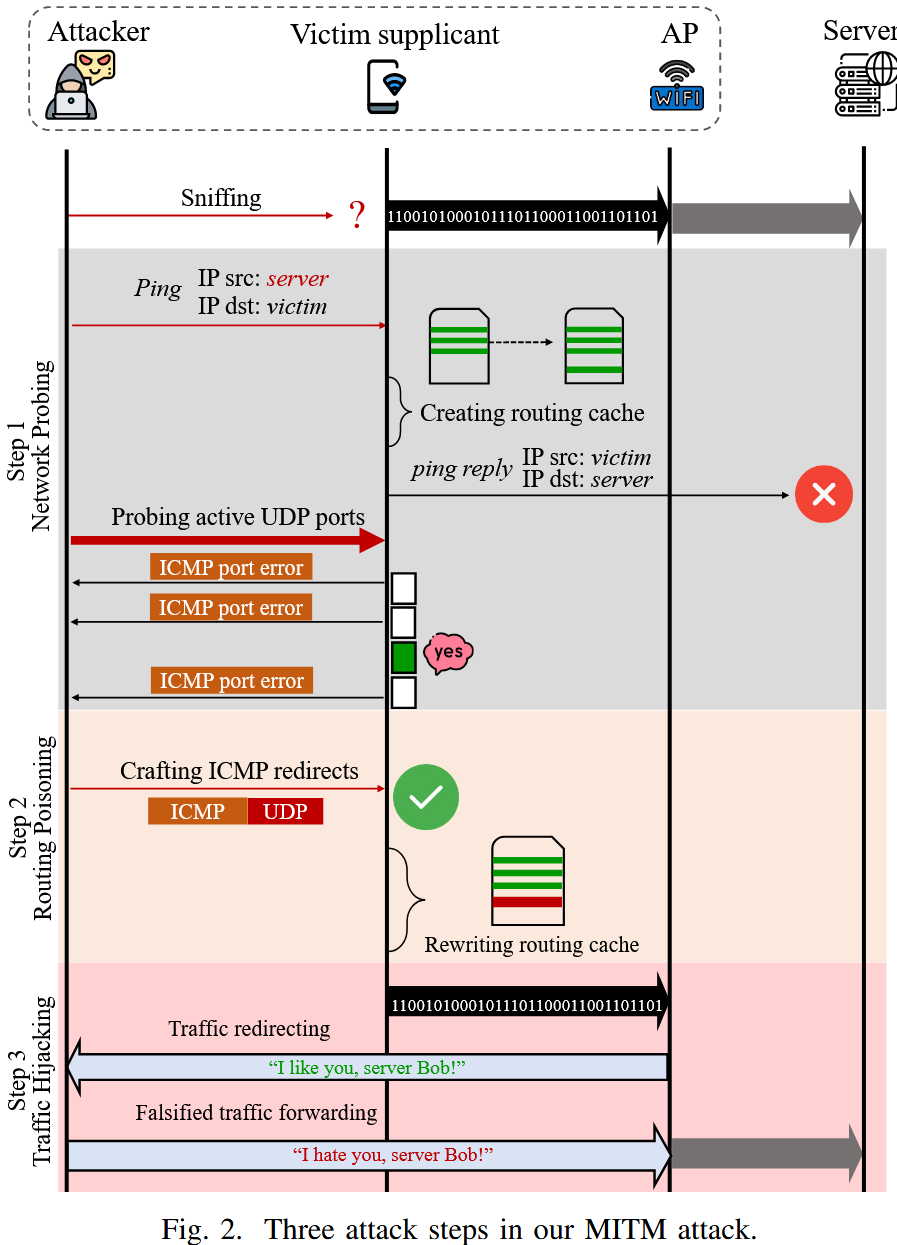 Attacker
Victim supplicant
AP
Server
WIFI
Sniffing
?
11001010001011101100011001101101
Step 1
Network Probing
Ping
IP src: server
IP dst: victim
Creating routing cache
ping reply
IP src: victim
IP dst: server
Probing active UDP ports
ICMP port error
ICMP port error
yes
ICMP port error
Step 2
Routing Poisoning
Crafting ICMP redirects
ICMP
UDP
Rewriting routing cache
Step 3
Traffic Hijacking
11001010001011101100011001101101
Traffic redirecting
“I like you, server Bob!”
Falsified traffic forwarding
“I hate you, server Bob!”
Fig. 2. Three attack steps in our MITM attack.